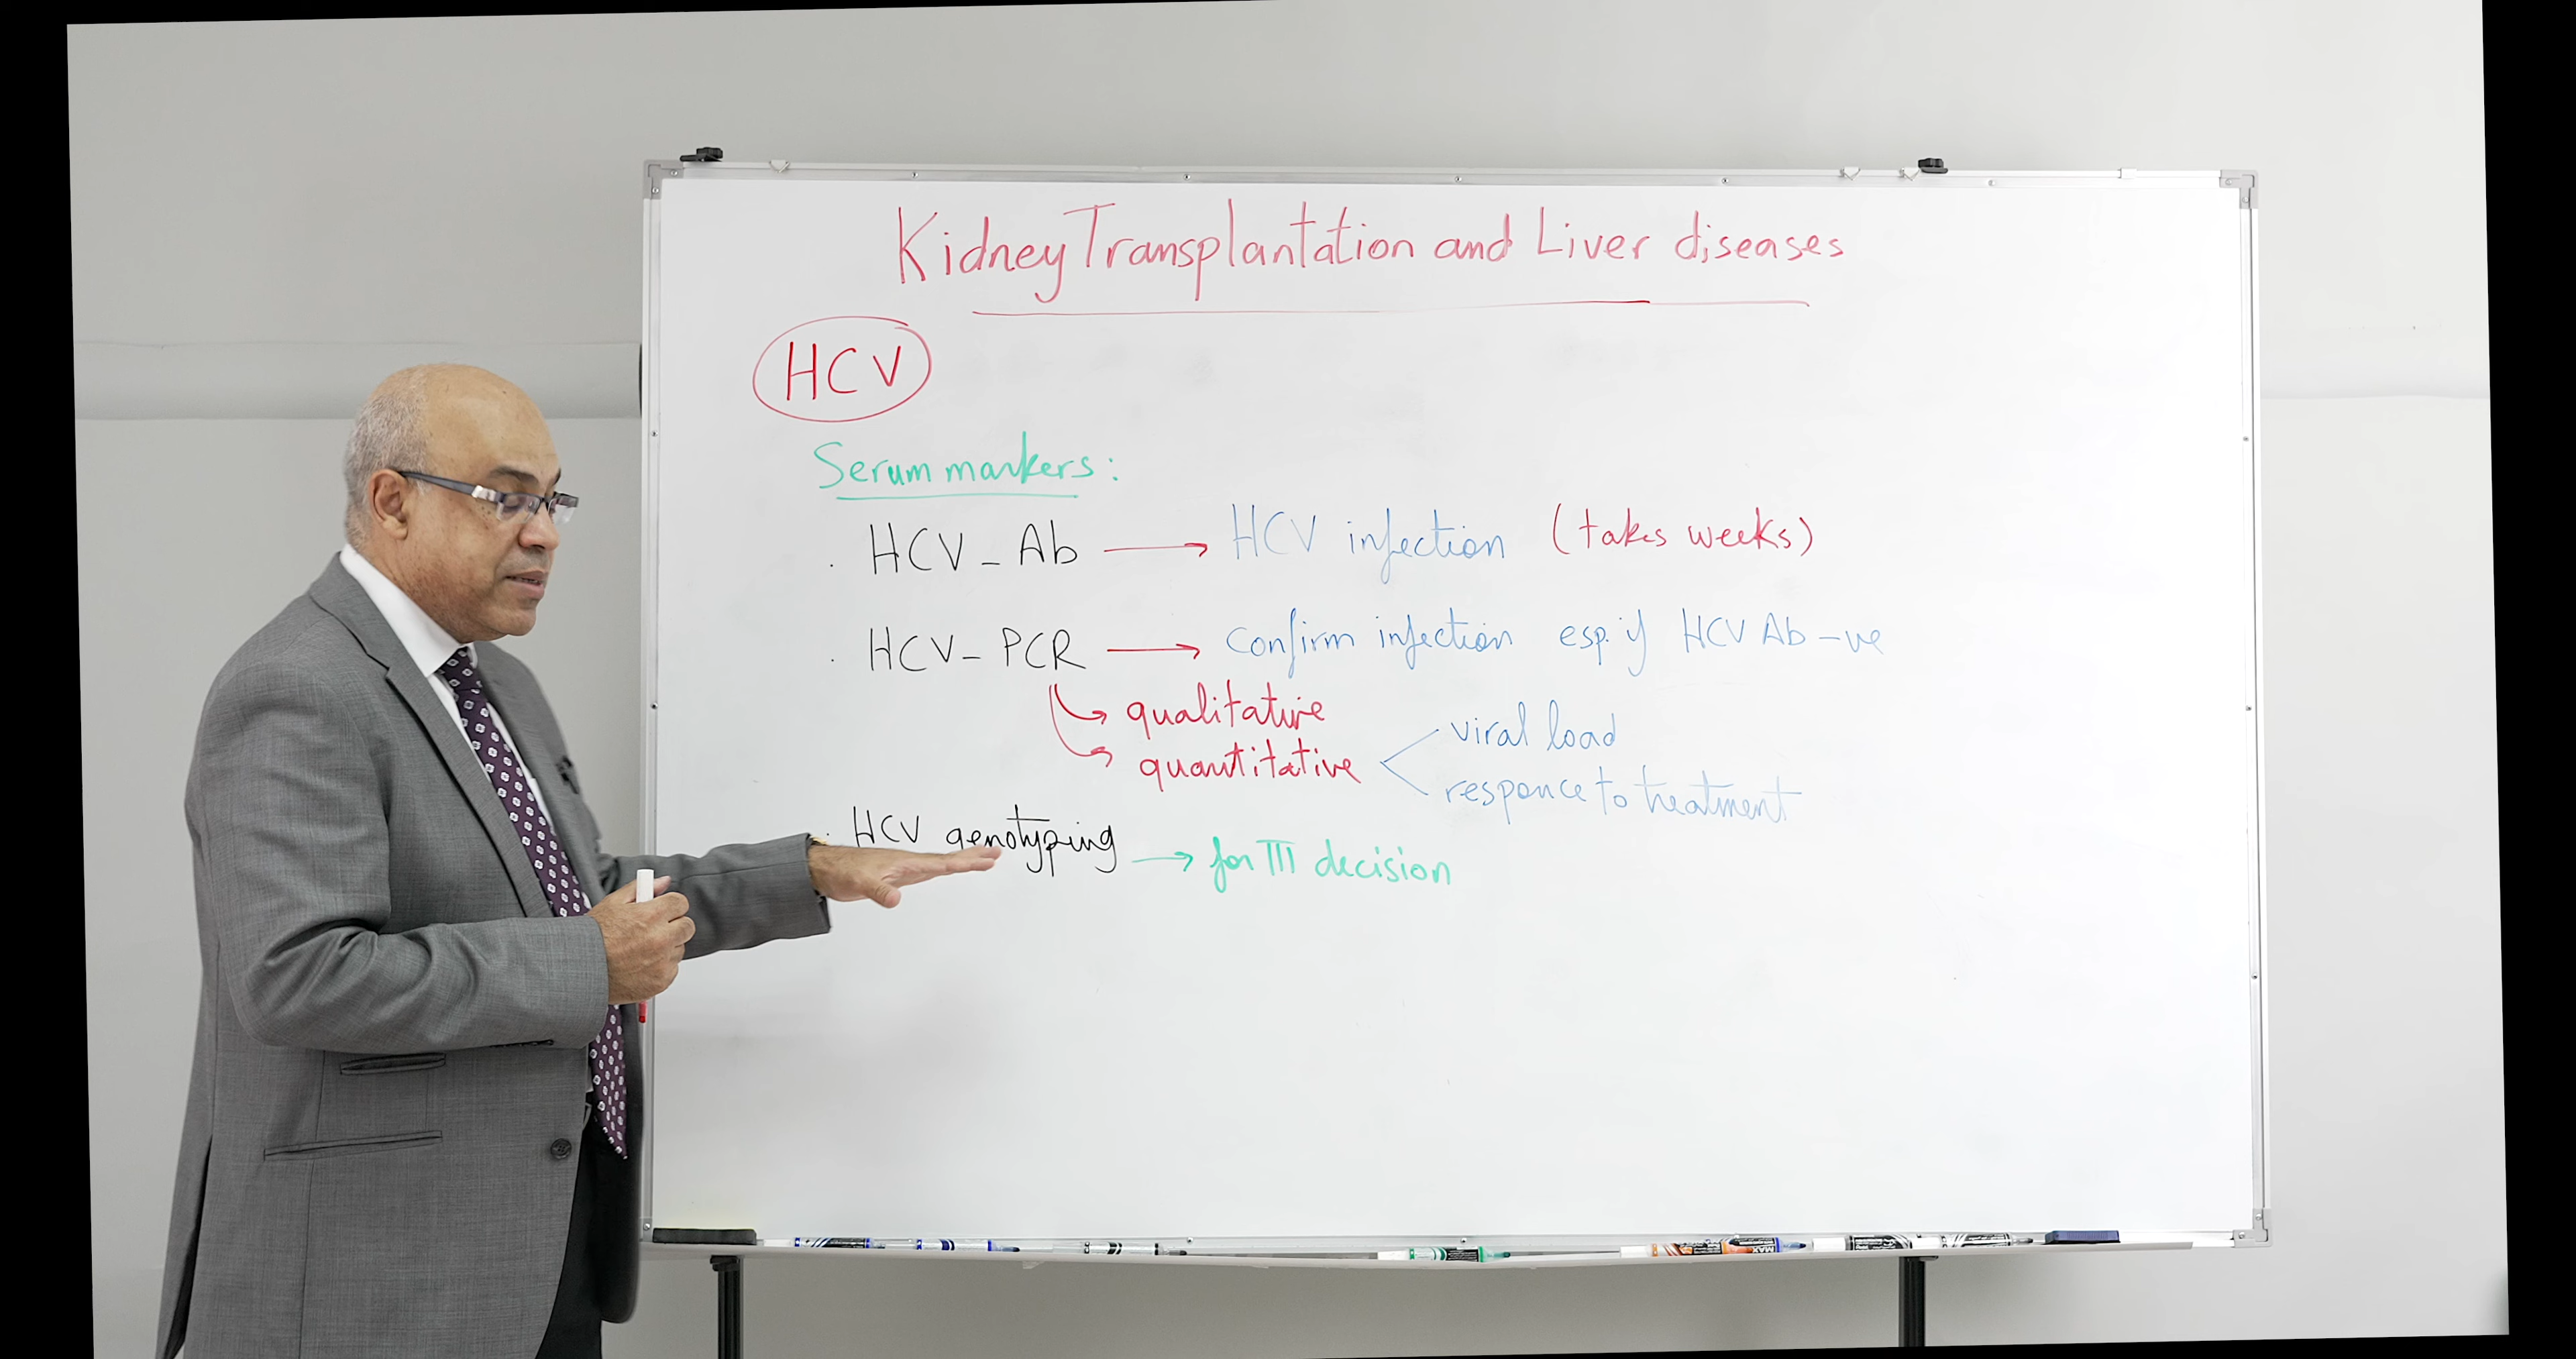 Kidney Transplantation and Liver diseases
HCV
Serum markers:
. HCV_Ab → HCV infection (takes weeks)
. HCV_PCR → Confirm infection esp. if HCV Ab -ve
qualitative
quantitative
viral load
responce to treatment
. HCV genotyping → for TTT decision